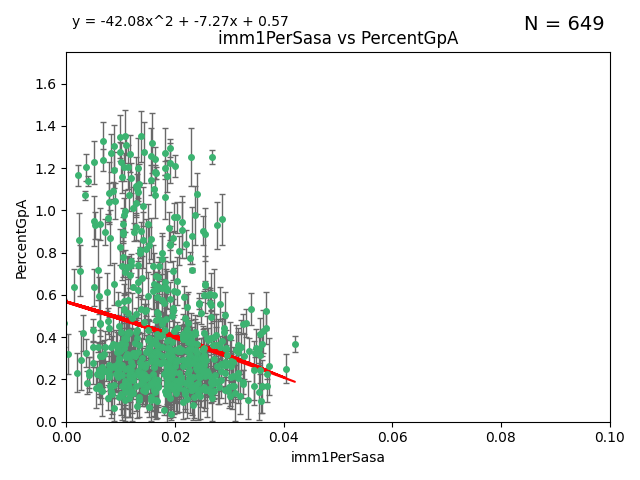 y = -42.08x^2 + -7.27x + 0.57
N = 649
imm1PerSasa vs PercentGpA
PercentGpA
1.6
1.4
1.2
1.0
0.8
0.6
0.4
0.2
0.0
0.00 0.02 0.04 0.06 0.08 0.10
imm1PerSasa